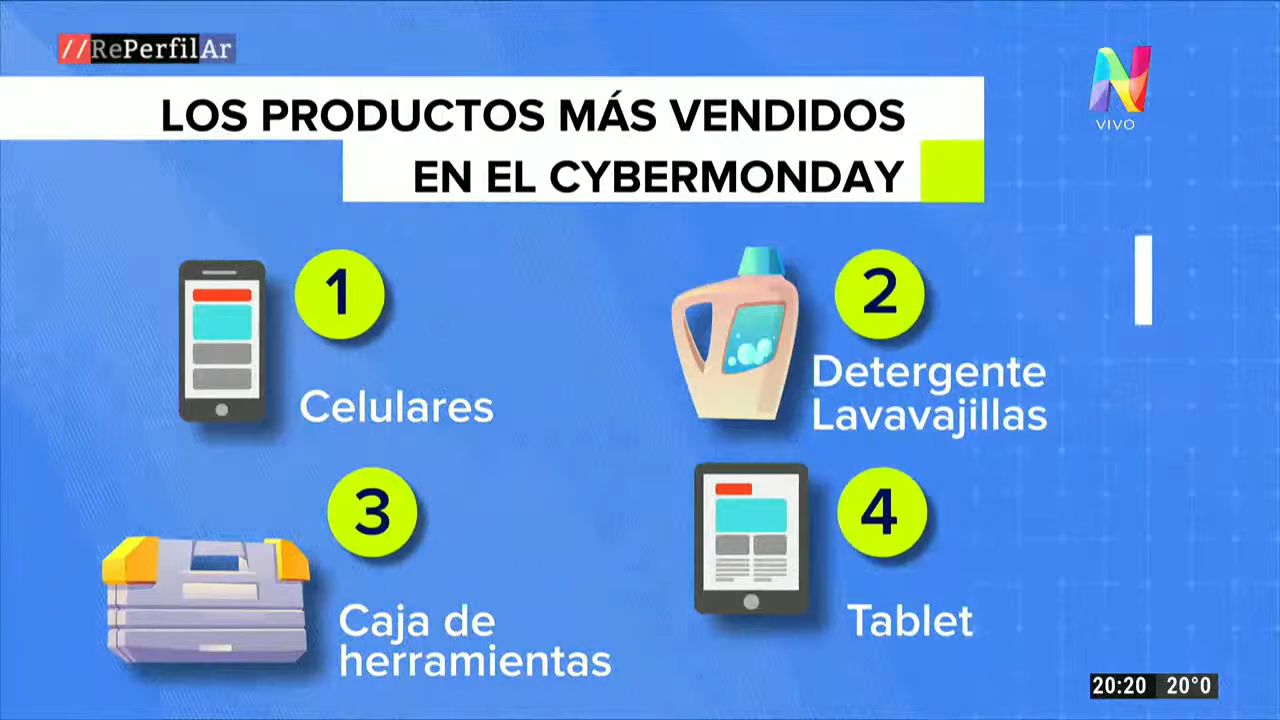 //RePerfilAr
LOS PRODUCTOS MÁS VENDIDOS
EN EL CYBERMONDAY
N
VIVO
1
Celulares
2
Detergente
Lavavajillas
3
Caja de
herramientas
4
Tablet
20:20 20°0